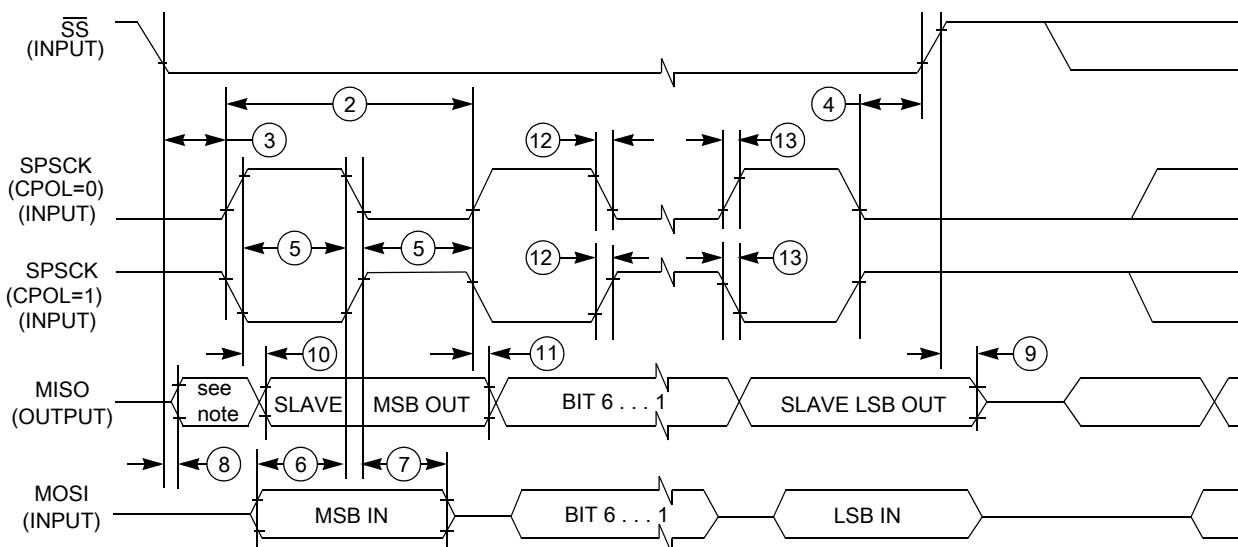 S̅S̅
(INPUT)
2
4
3
12
13
SPSCK
(CPOL=0)
(INPUT)
5
5
SPSCK
(CPOL=1)
(INPUT)
12
13
10
11
9
MISO
(OUTPUT)
see
note
SLAVE
MSB OUT
BIT 6 . . . 1
SLAVE LSB OUT
8
6
7
MOSI
(INPUT)
MSB IN
BIT 6 . . . 1
LSB IN